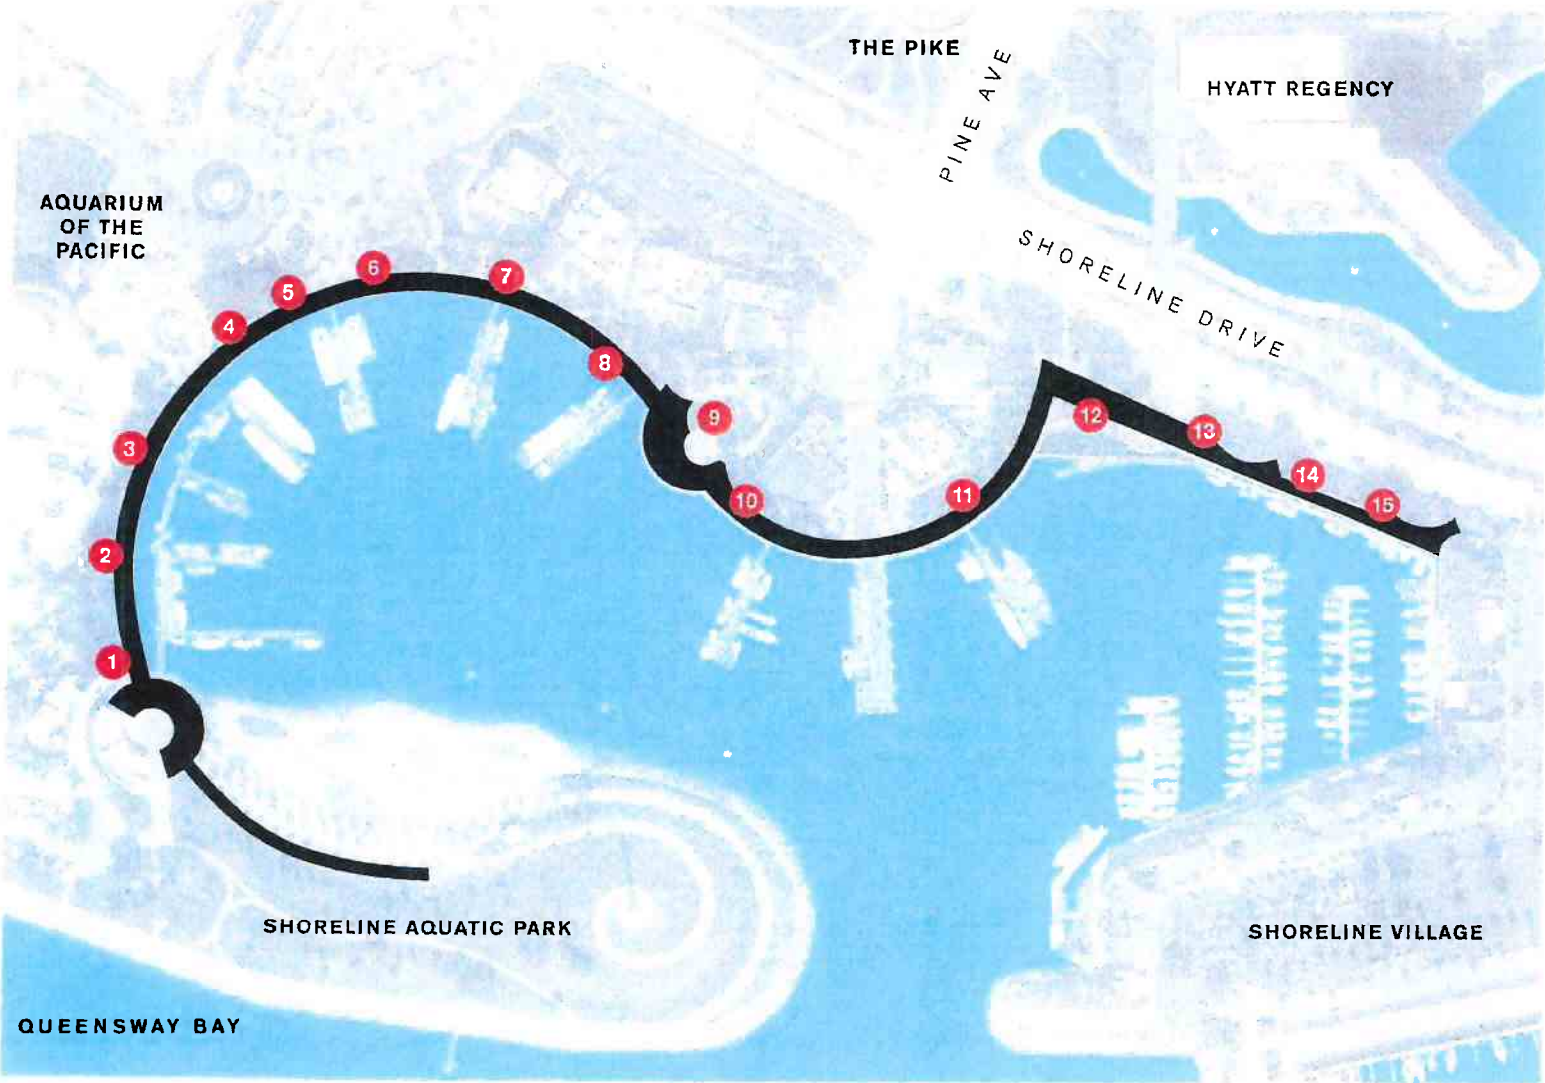 THE PIKE
PINE AVE
HYATT REGENCY
AQUARIUM
OF THE
PACIFIC
SHORELINE DRIVE
6
7
5
4
8
12
9
13
3
14
11
10
15
2
1
SHORELINE AQUATIC PARK
SHORELINE VILLAGE
QUEENSWAY BAY